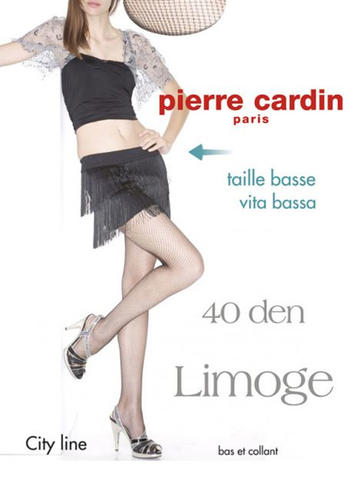 pierre cardin
paris
taille basse
vita bassa
40 den
Limoge
City line
bas et collant